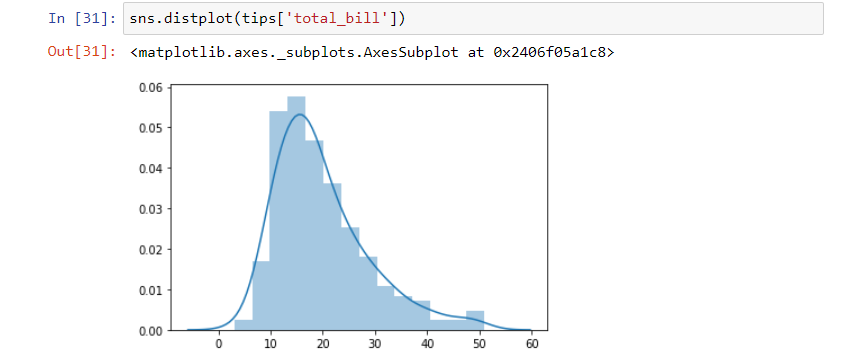 In [31]: sns.distplot(tips['total_bill'])
Out[31]: <matplotlib.axes._subplots.AxesSubplot at 0x2406f05a1c8>
0.06
0.05
0.04
0.03
0.02
0.01
0.00
0 10 20 30 40 50 60